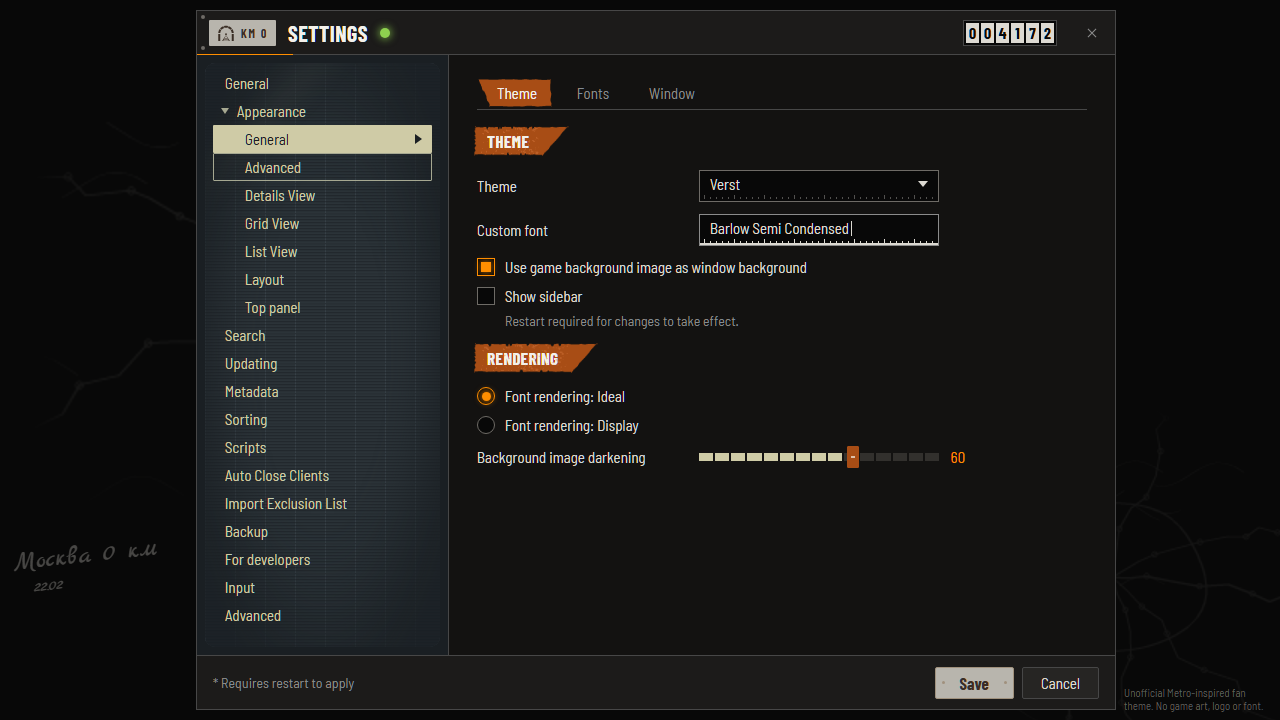 KM 0 SETTINGS 004172
General
Appearance
General
Advanced
Details View
Grid View
List View
Layout
Top panel
Search
Updating
Metadata
Sorting
Scripts
Auto Close Clients
Import Exclusion List
Backup
For developers
Input
Advanced
Theme Fonts Window
THEME
Theme Verst
Custom font Barlow Semi Condensed
Use game background image as window background
Show sidebar
Restart required for changes to take effect.
RENDERING
Font rendering: Ideal
Font rendering: Display
Background image darkening 60
* Requires restart to apply
Save Cancel
Москва 0 км
22.02
Unofficial Metro-inspired fan
theme. No game art, logo or font.